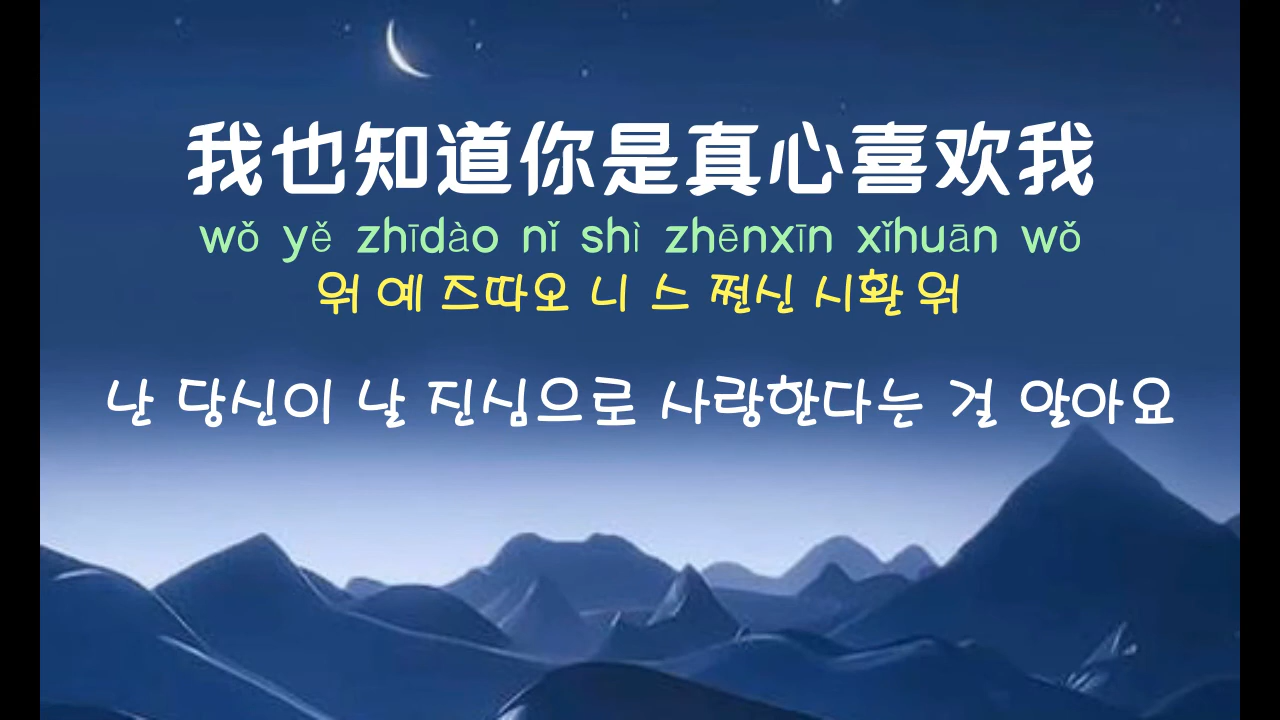 我也知道你是真心喜欢我
wǒ yě zhīdào nǐ shì zhēnxīn xǐhuān wǒ
워 예 즈따오 니 스 쩐신 시환 워
난 당신이 날 진심으로 사랑한다는 걸 알아요